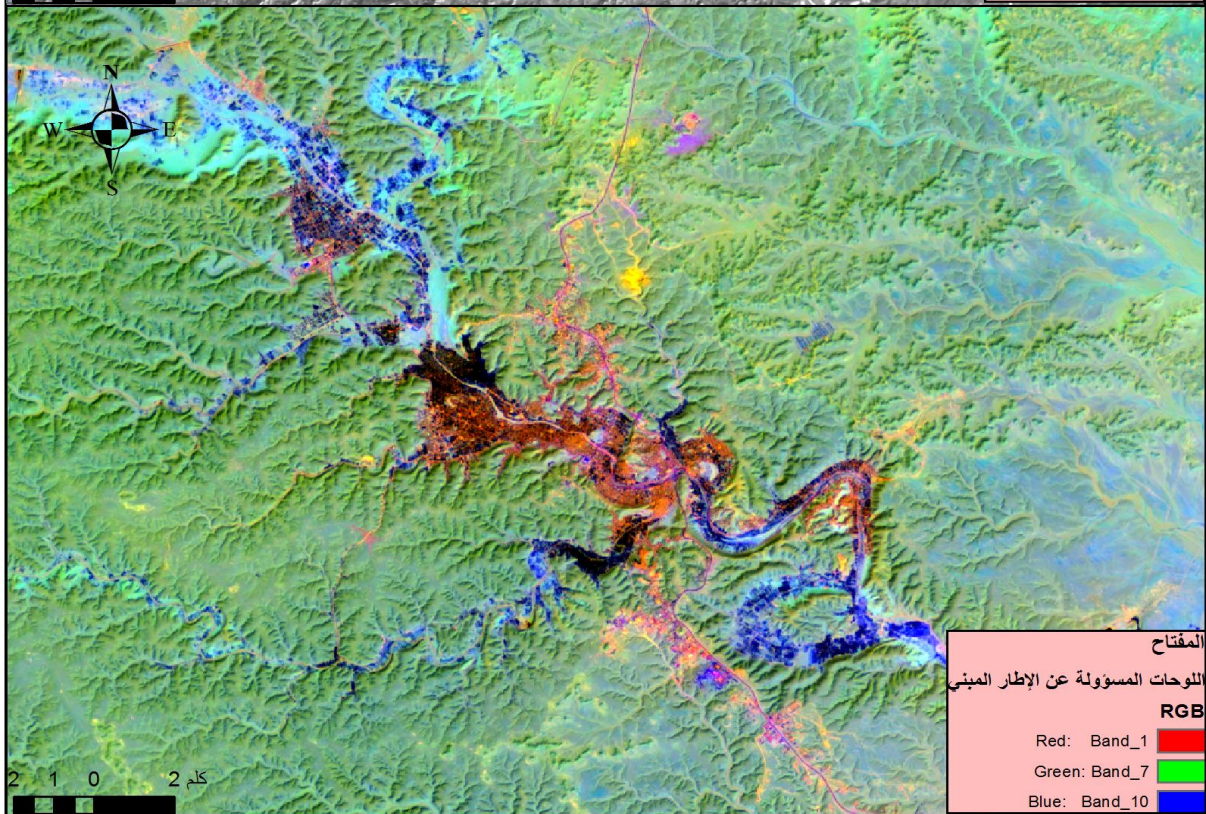 N
W E
S
المفتاح
اللوحات المسؤولة عن الإطار المبني
RGB
Red: Band_1
Green: Band_7
Blue: Band_10
2 1 0 2 كلم